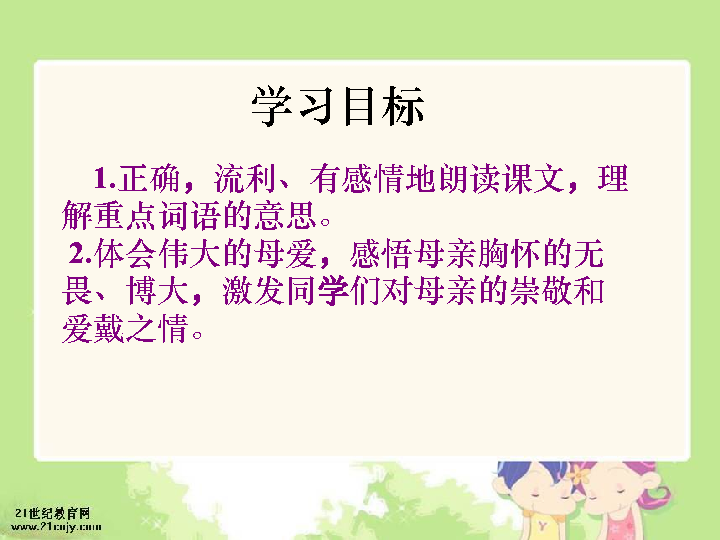 学习目标
1.正确，流利、有感情地朗读课文，理
解重点词语的意思。
2.体会伟大的母爱，感悟母亲胸怀的无
畏、博大，激发同学们对母亲的崇敬和
爱戴之情。
21世纪教育网
www.21cnjy.com